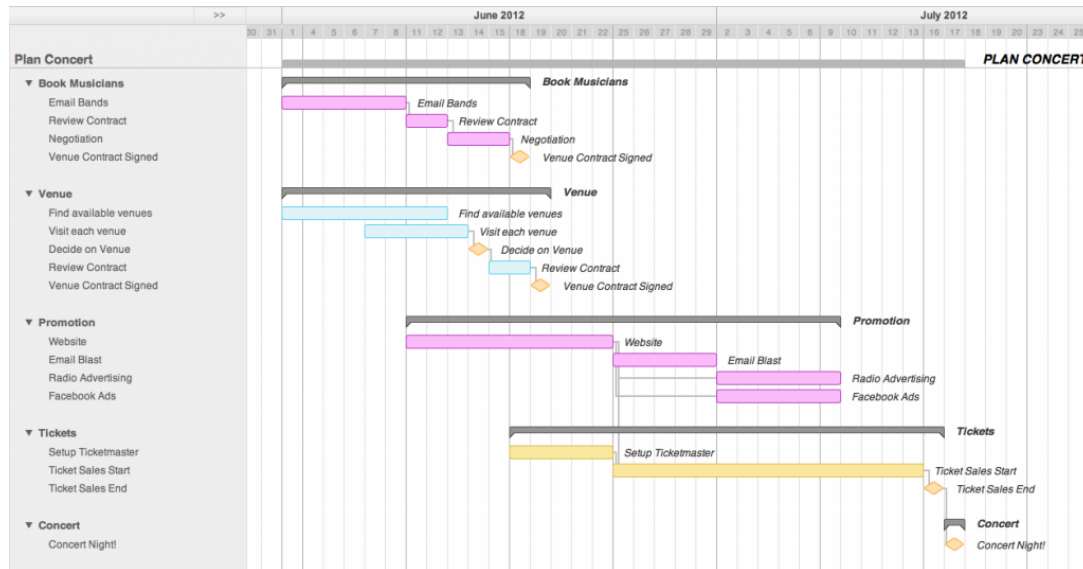 >> June 2012 July 2012
30 31 1 4 5 6 7 8 11 12 13 14 15 18 19 20 21 22 25 26 27 28 29 2 3 4 5 6 9 10 11 12 13 16 17 18 19 20 23 24 25
Plan Concert PLAN CONCERT
▼ Book Musicians Book Musicians
Email Bands Email Bands
Review Contract Review Contract
Negotiation Negotiation
Venue Contract Signed Venue Contract Signed
▼ Venue Venue
Find available venues Find available venues
Visit each venue Visit each venue
Decide on Venue Decide on Venue
Review Contract Review Contract
Venue Contract Signed Venue Contract Signed
▼ Promotion Promotion
Website Website
Email Blast Email Blast
Radio Advertising Radio Advertising
Facebook Ads Facebook Ads
▼ Tickets Tickets
Setup Ticketmaster Setup Ticketmaster
Ticket Sales Start Ticket Sales Start
Ticket Sales End Ticket Sales End
▼ Concert Concert
Concert Night! Concert Night!